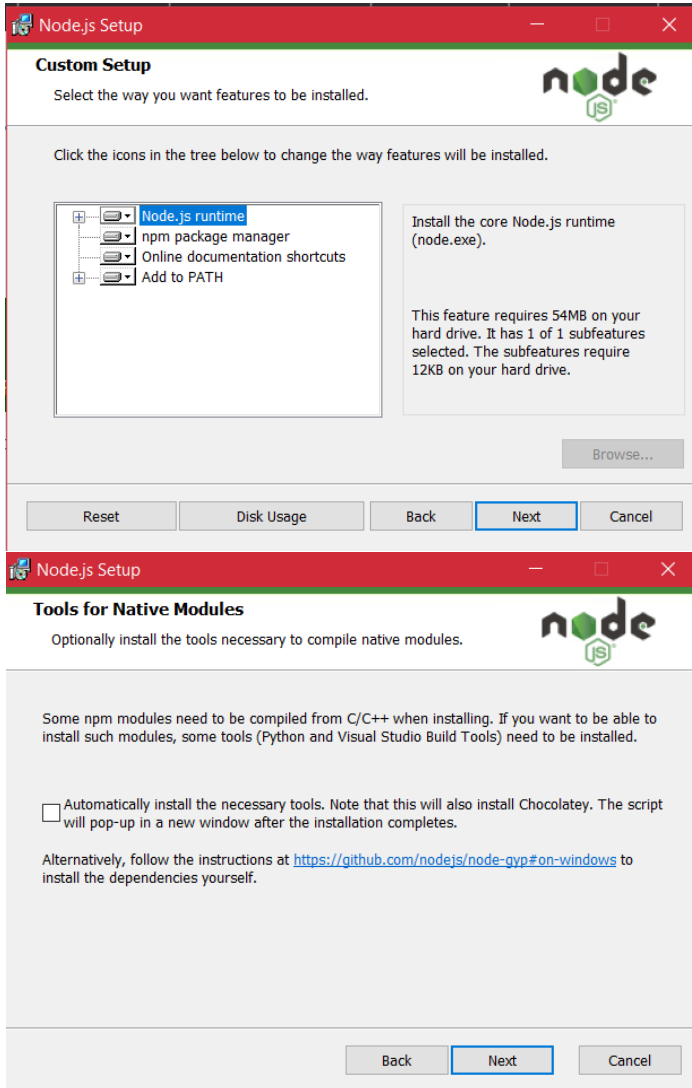 Node.js Setup
Custom Setup
Select the way you want features to be installed.
node
JS
Click the icons in the tree below to change the way features will be installed.
Node.js runtime
npm package manager
Online documentation shortcuts
Add to PATH
Install the core Node.js runtime
(node.exe).
This feature requires 54MB on your
hard drive. It has 1 of 1 subfeatures
selected. The subfeatures require
12KB on your hard drive.
Browse...
Reset
Disk Usage
Back
Next
Cancel
Node.js Setup
Tools for Native Modules
Optionally install the tools necessary to compile native modules.
node
JS
Some npm modules need to be compiled from C/C++ when installing. If you want to be able to
install such modules, some tools (Python and Visual Studio Build Tools) need to be installed.
Automatically install the necessary tools. Note that this will also install Chocolatey. The script
will pop-up in a new window after the installation completes.
Alternatively, follow the instructions at https://github.com/nodejs/node-gyp#on-windows to
install the dependencies yourself.
Back
Next
Cancel